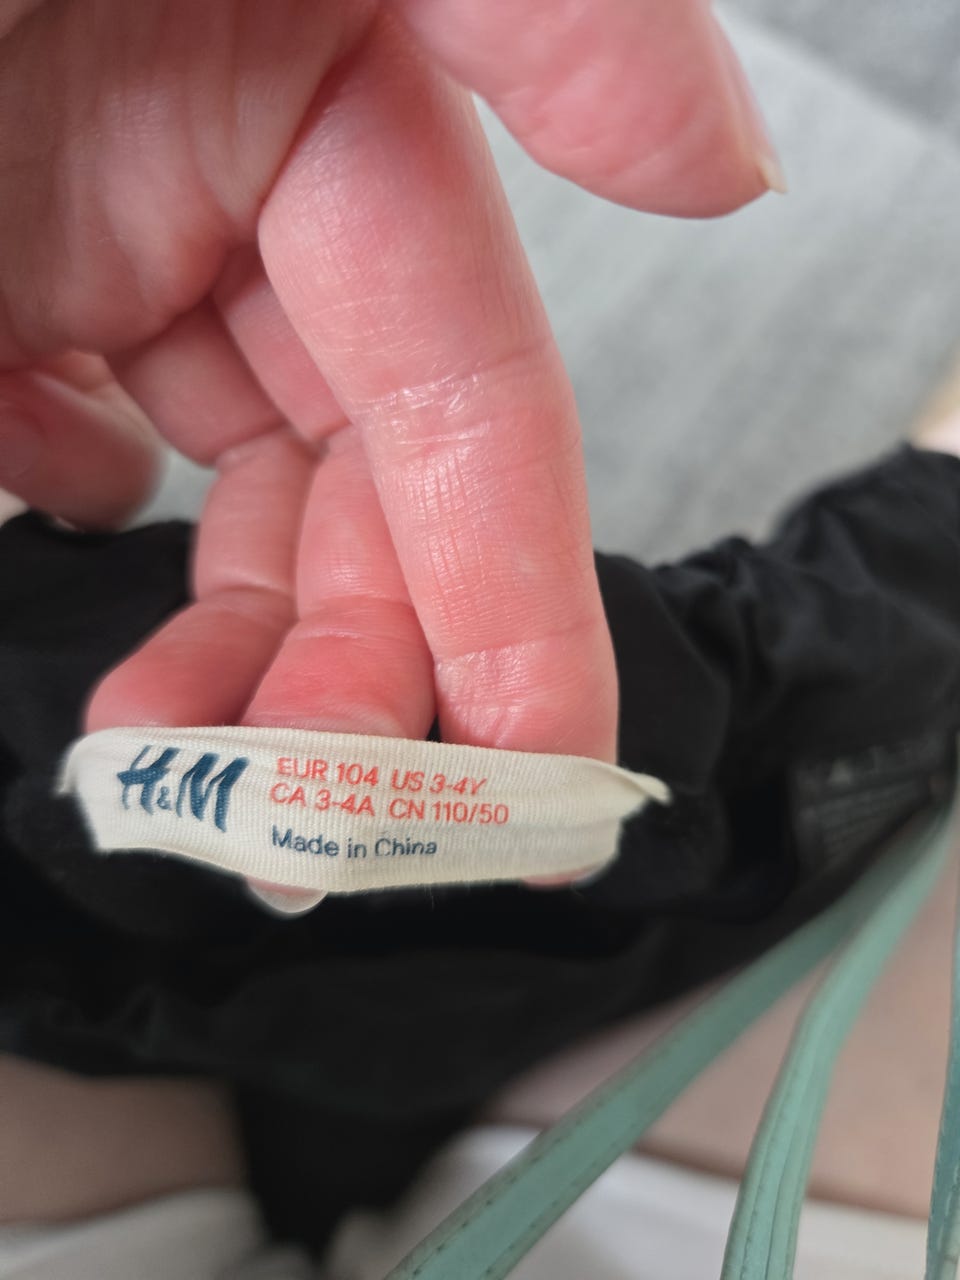 H&M
EUR 104 US 3-4Y
CA 3-4A CN 110/50
Made in China